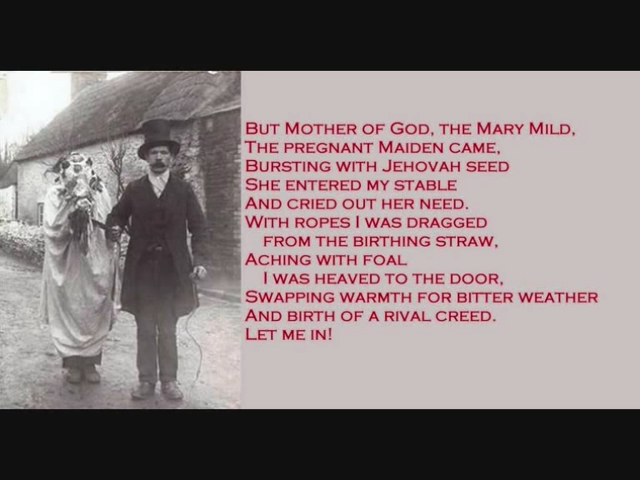 But Mother of God, the Mary Mild,
The pregnant Maiden came,
Bursting with Jehovah seed
She entered my stable
And cried out her need.
With ropes I was dragged
from the birthing straw,
Aching with foal
I was heaved to the door,
Swapping warmth for bitter weather
And birth of a rival creed.
Let me in!